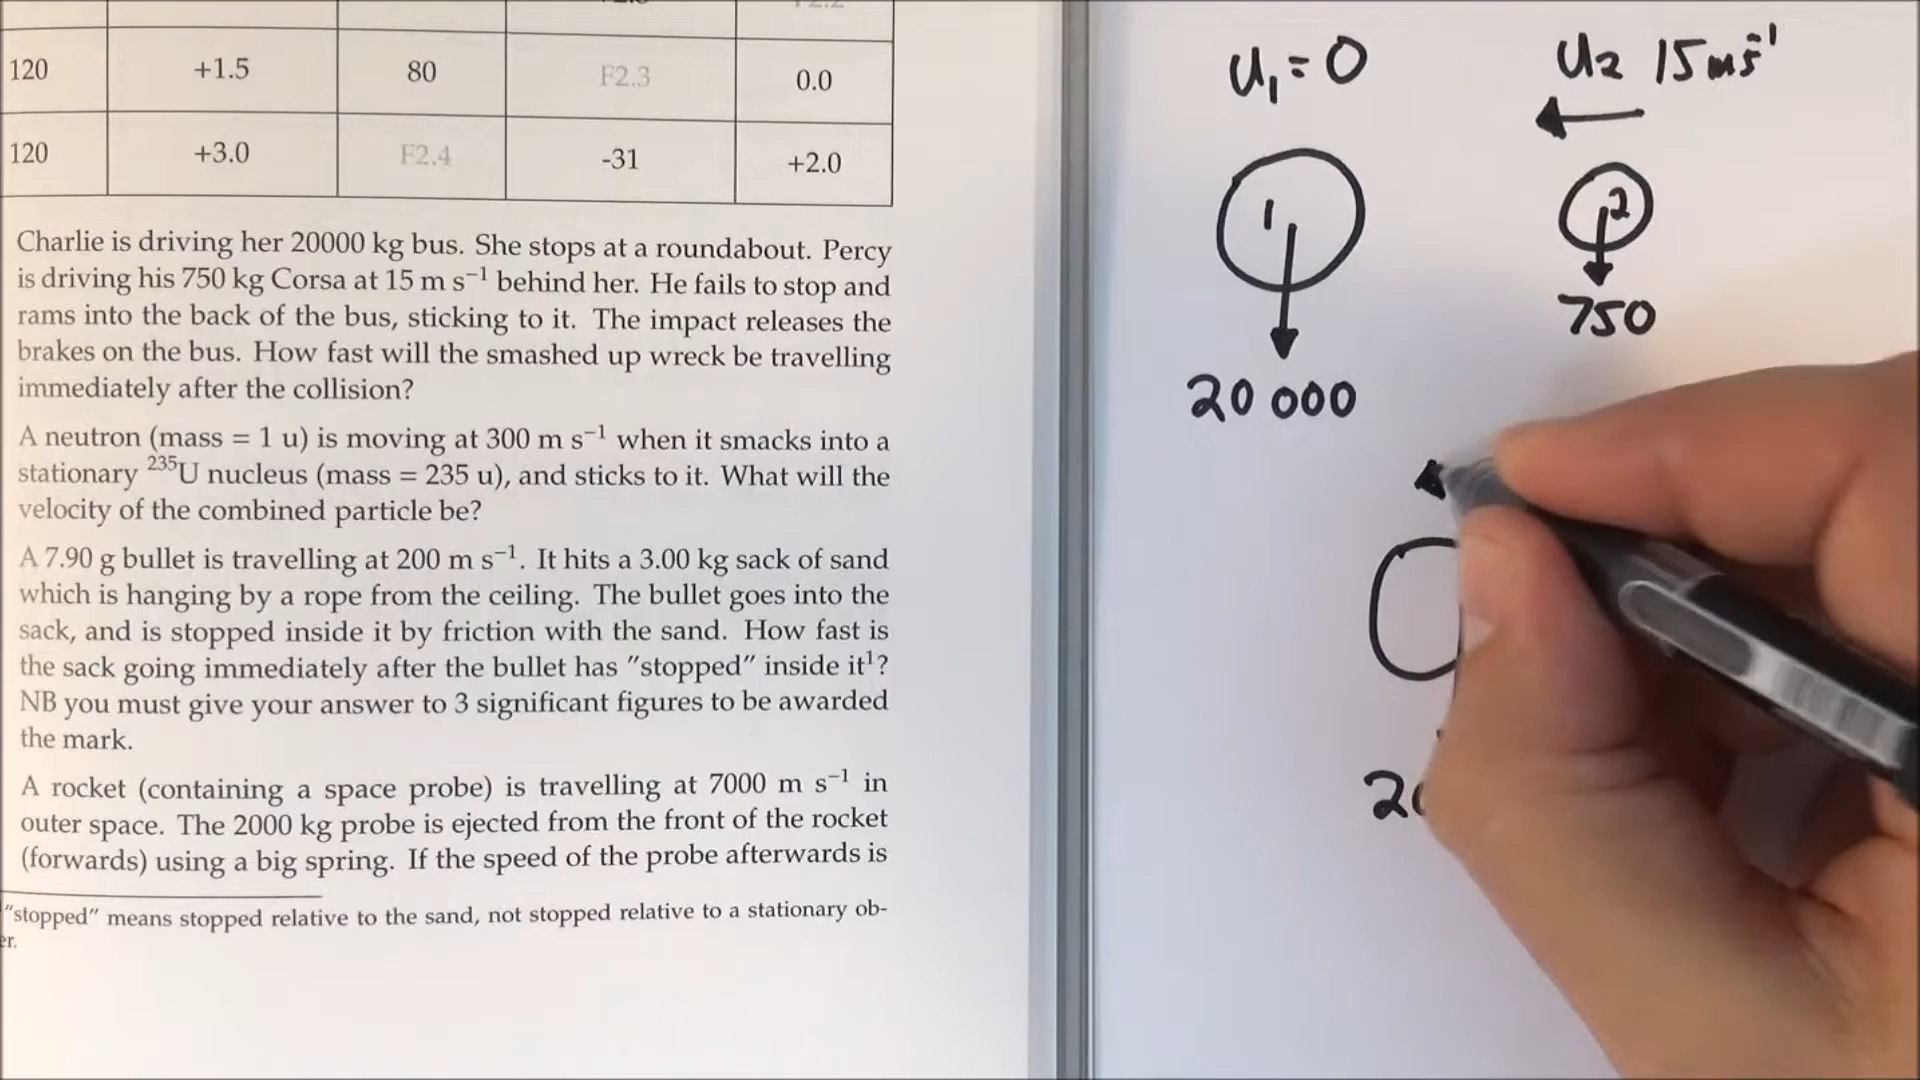 120 +1.5 80 F2.3 0.0
120 +3.0 F2.4 -31 +2.0
Charlie is driving her 20000 kg bus. She stops at a roundabout. Percy
is driving his 750 kg Corsa at 15 m s⁻¹ behind her. He fails to stop and
rams into the back of the bus, sticking to it. The impact releases the
brakes on the bus. How fast will the smashed up wreck be travelling
immediately after the collision?
A neutron (mass = 1 u) is moving at 300 m s⁻¹ when it smacks into a
stationary ²³⁵U nucleus (mass = 235 u), and sticks to it. What will the
velocity of the combined particle be?
A 7.90 g bullet is travelling at 200 m s⁻¹. It hits a 3.00 kg sack of sand
which is hanging by a rope from the ceiling. The bullet goes into the
sack, and is stopped inside it by friction with the sand. How fast is
the sack going immediately after the bullet has "stopped" inside it¹?
NB you must give your answer to 3 significant figures to be awarded
the mark.
A rocket (containing a space probe) is travelling at 7000 m s⁻¹ in
outer space. The 2000 kg probe is ejected from the front of the rocket
(forwards) using a big spring. If the speed of the probe afterwards is
"stopped" means stopped relative to the sand, not stopped relative to a stationary ob-
er.
u₁ = 0
u₂ 15 ms⁻¹
1
2
750
20 000
20